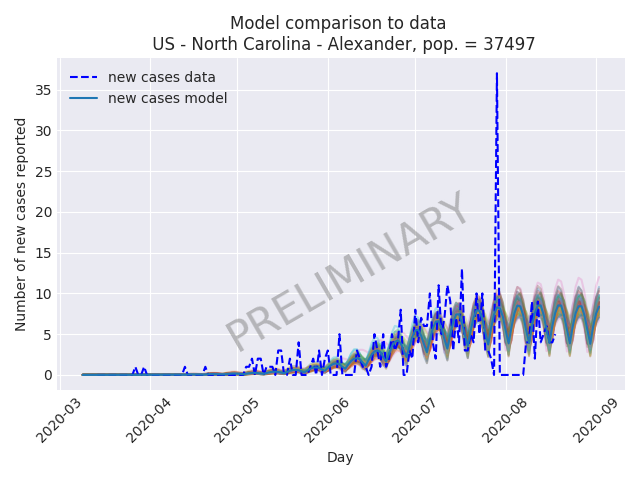 Model comparison to data
US - North Carolina - Alexander, pop. = 37497
new cases data
new cases model
Number of new cases reported
35
30
25
20
15
10
5
0
PRELIMINARY
2020-03
2020-04
2020-05
2020-06
2020-07
2020-08
2020-09
Day